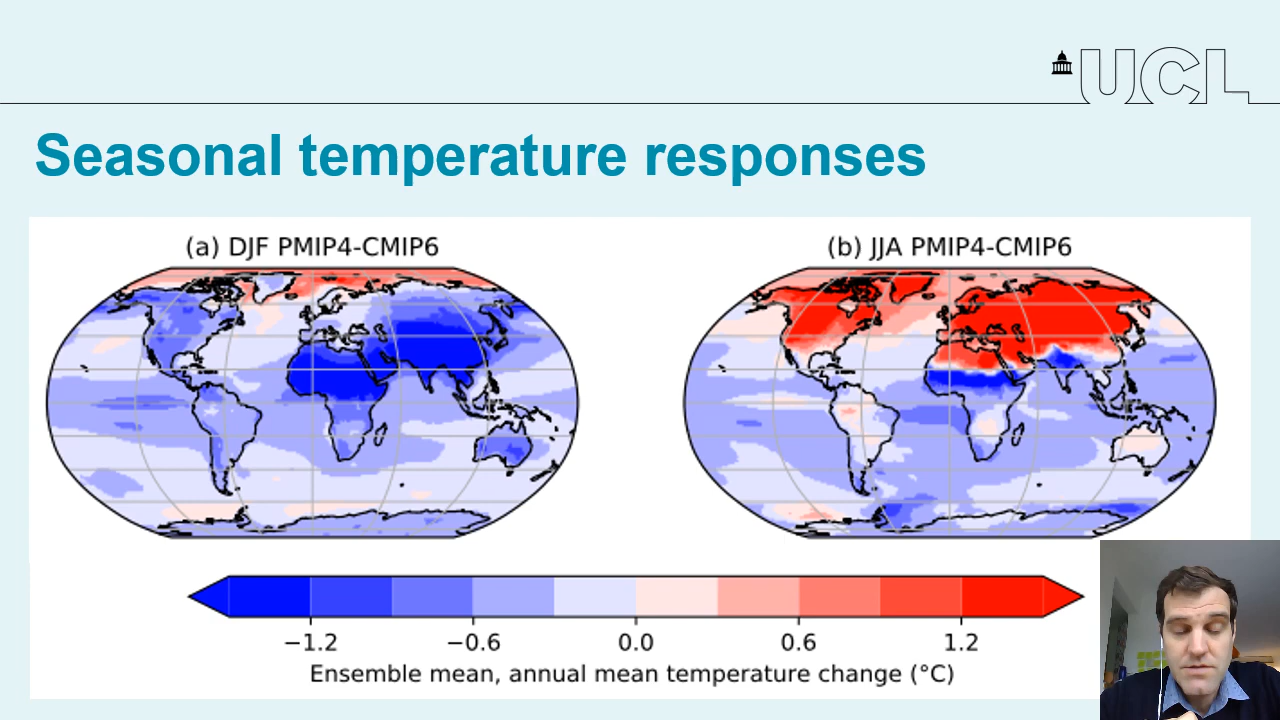 UCL
Seasonal temperature responses
(a) DJF PMIP4-CMIP6
(b) JJA PMIP4-CMIP6
−1.2
−0.6
0.0
0.6
1.2
Ensemble mean, annual mean temperature change (°C)